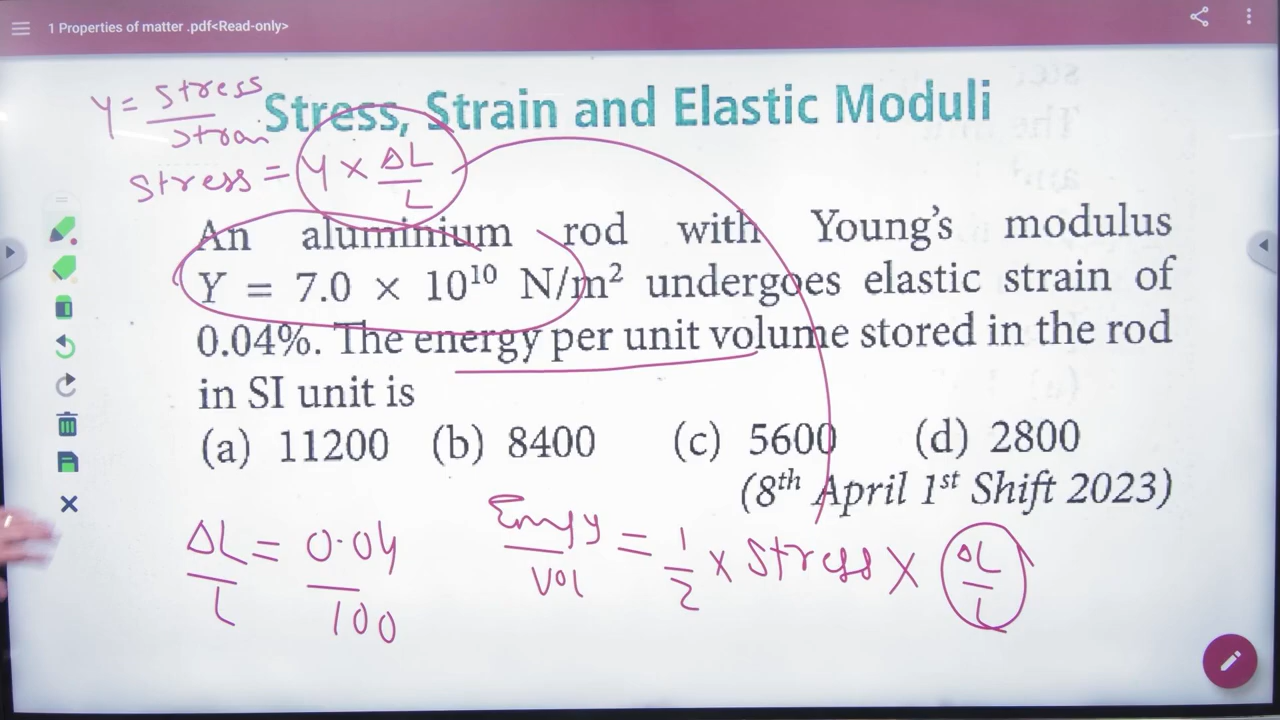 1 Properties of matter .pdf<Read-only>
Stress, Strain and Elastic Moduli
Y = Stress / Strain
Stress = Y × ΔL / L
An aluminium rod with Young's modulus
Y = 7.0 × 10¹⁰ N/m² undergoes elastic strain of
0.04%. The energy per unit volume stored in the rod
in SI unit is
(a) 11200 (b) 8400 (c) 5600 (d) 2800
(8th April 1st Shift 2023)
ΔL / L = 0.04 / 100
Energy / Vol = 1 / 2 × Stress × ΔL / L